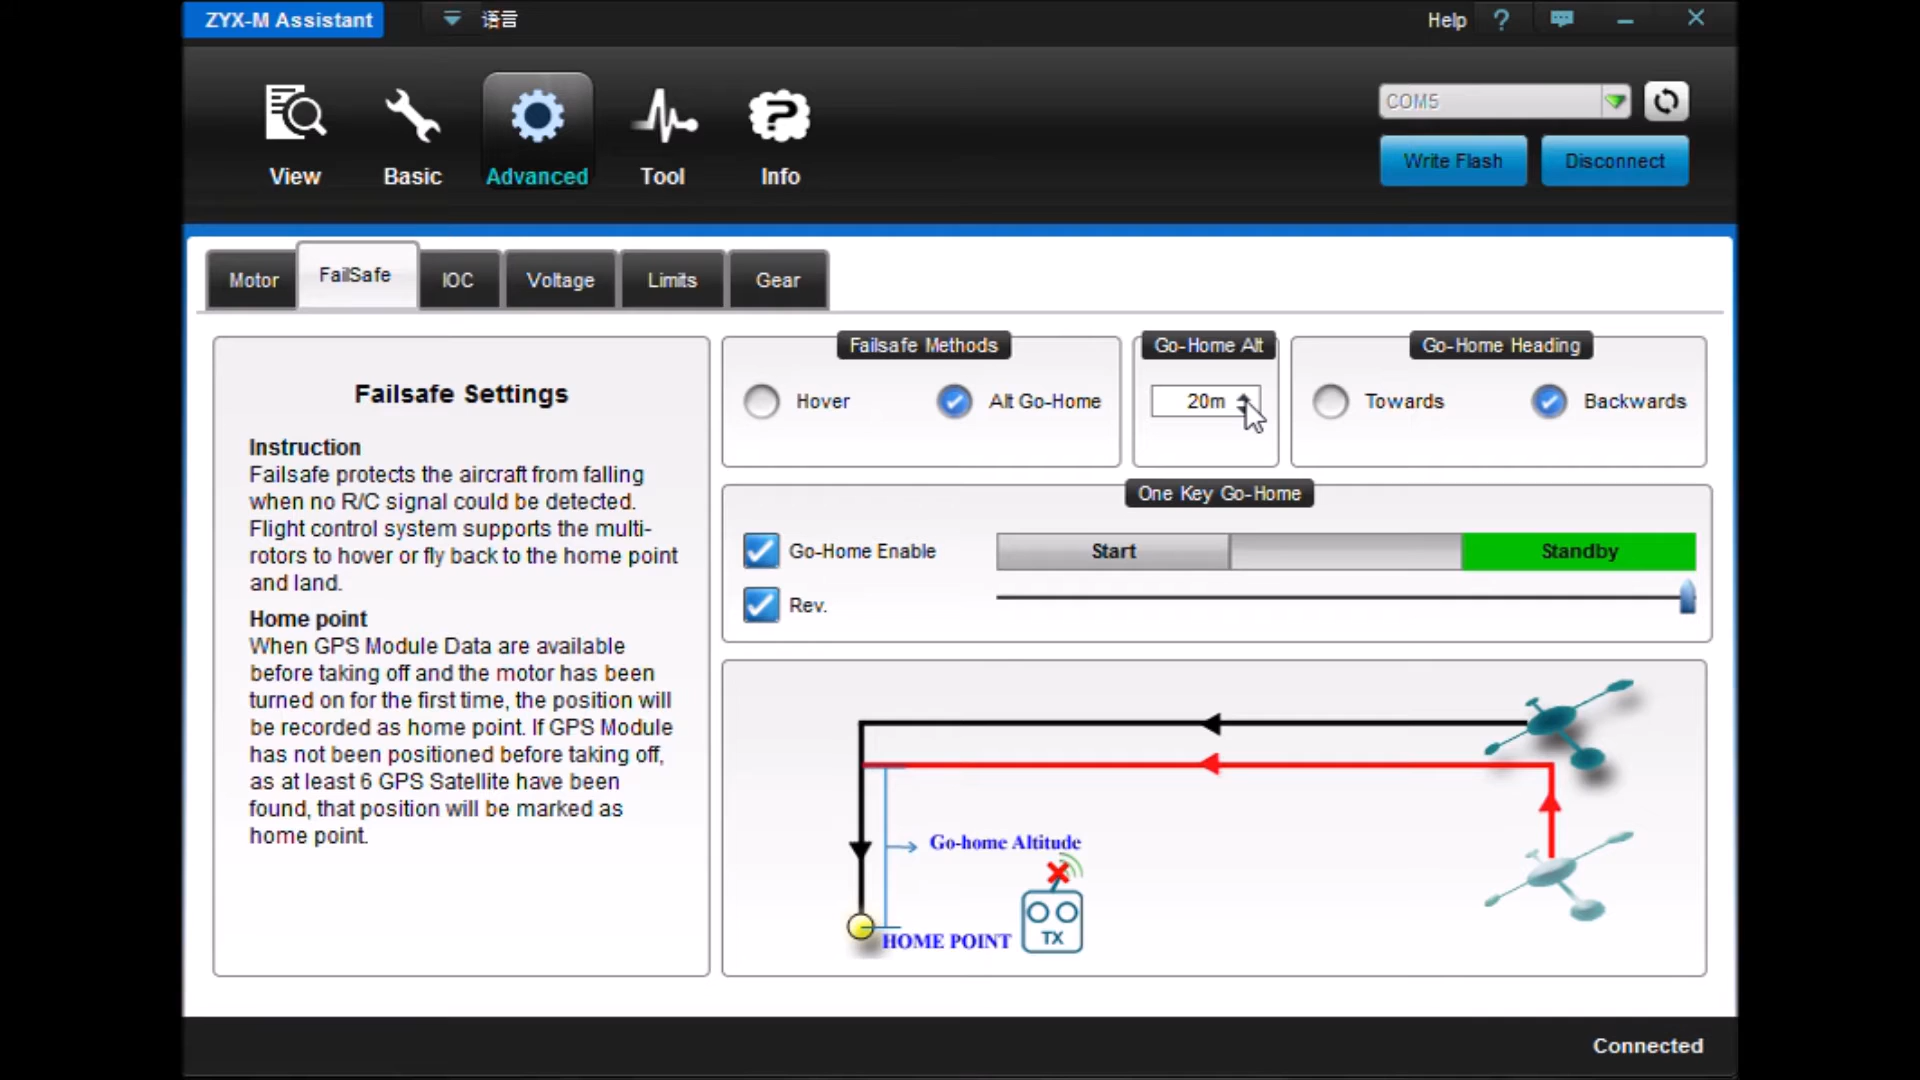 ZYX-M Assistant
语言
Help
View
Basic
Advanced
Tool
Info
COM5
Write Flash
Disconnect
Motor
FailSafe
IOC
Voltage
Limits
Gear
Failsafe Settings
Instruction
Failsafe protects the aircraft from falling
when no R/C signal could be detected.
Flight control system supports the multi-
rotors to hover or fly back to the home point
and land.
Home point
When GPS Module Data are available
before taking off and the motor has been
turned on for the first time, the position will
be recorded as home point. If GPS Module
has not been positioned before taking off,
as at least 6 GPS Satellite have been
found, that position will be marked as
home point.
Failsafe Methods
Hover
Alt Go-Home
Go-Home Alt
20m
Go-Home Heading
Towards
Backwards
One Key Go-Home
Go-Home Enable
Start
Standby
Rev.
Go-home Altitude
HOME POINT
TX
Connected